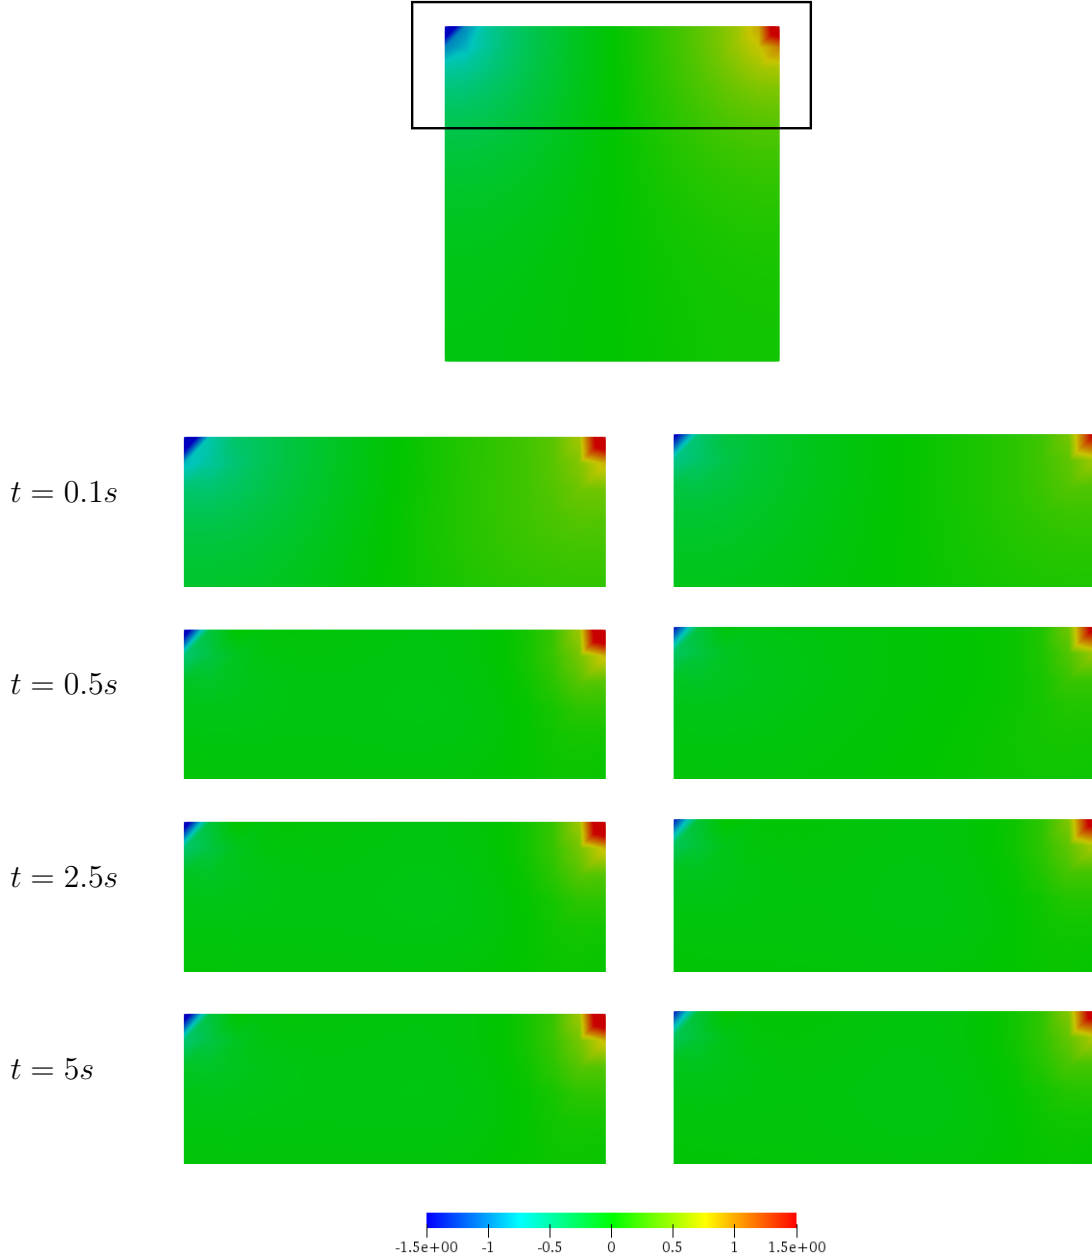 t = 0.1s
t = 0.5s
t = 2.5s
t = 5s
-1.5e+00 -1 -0.5 0 0.5 1 1.5e+00